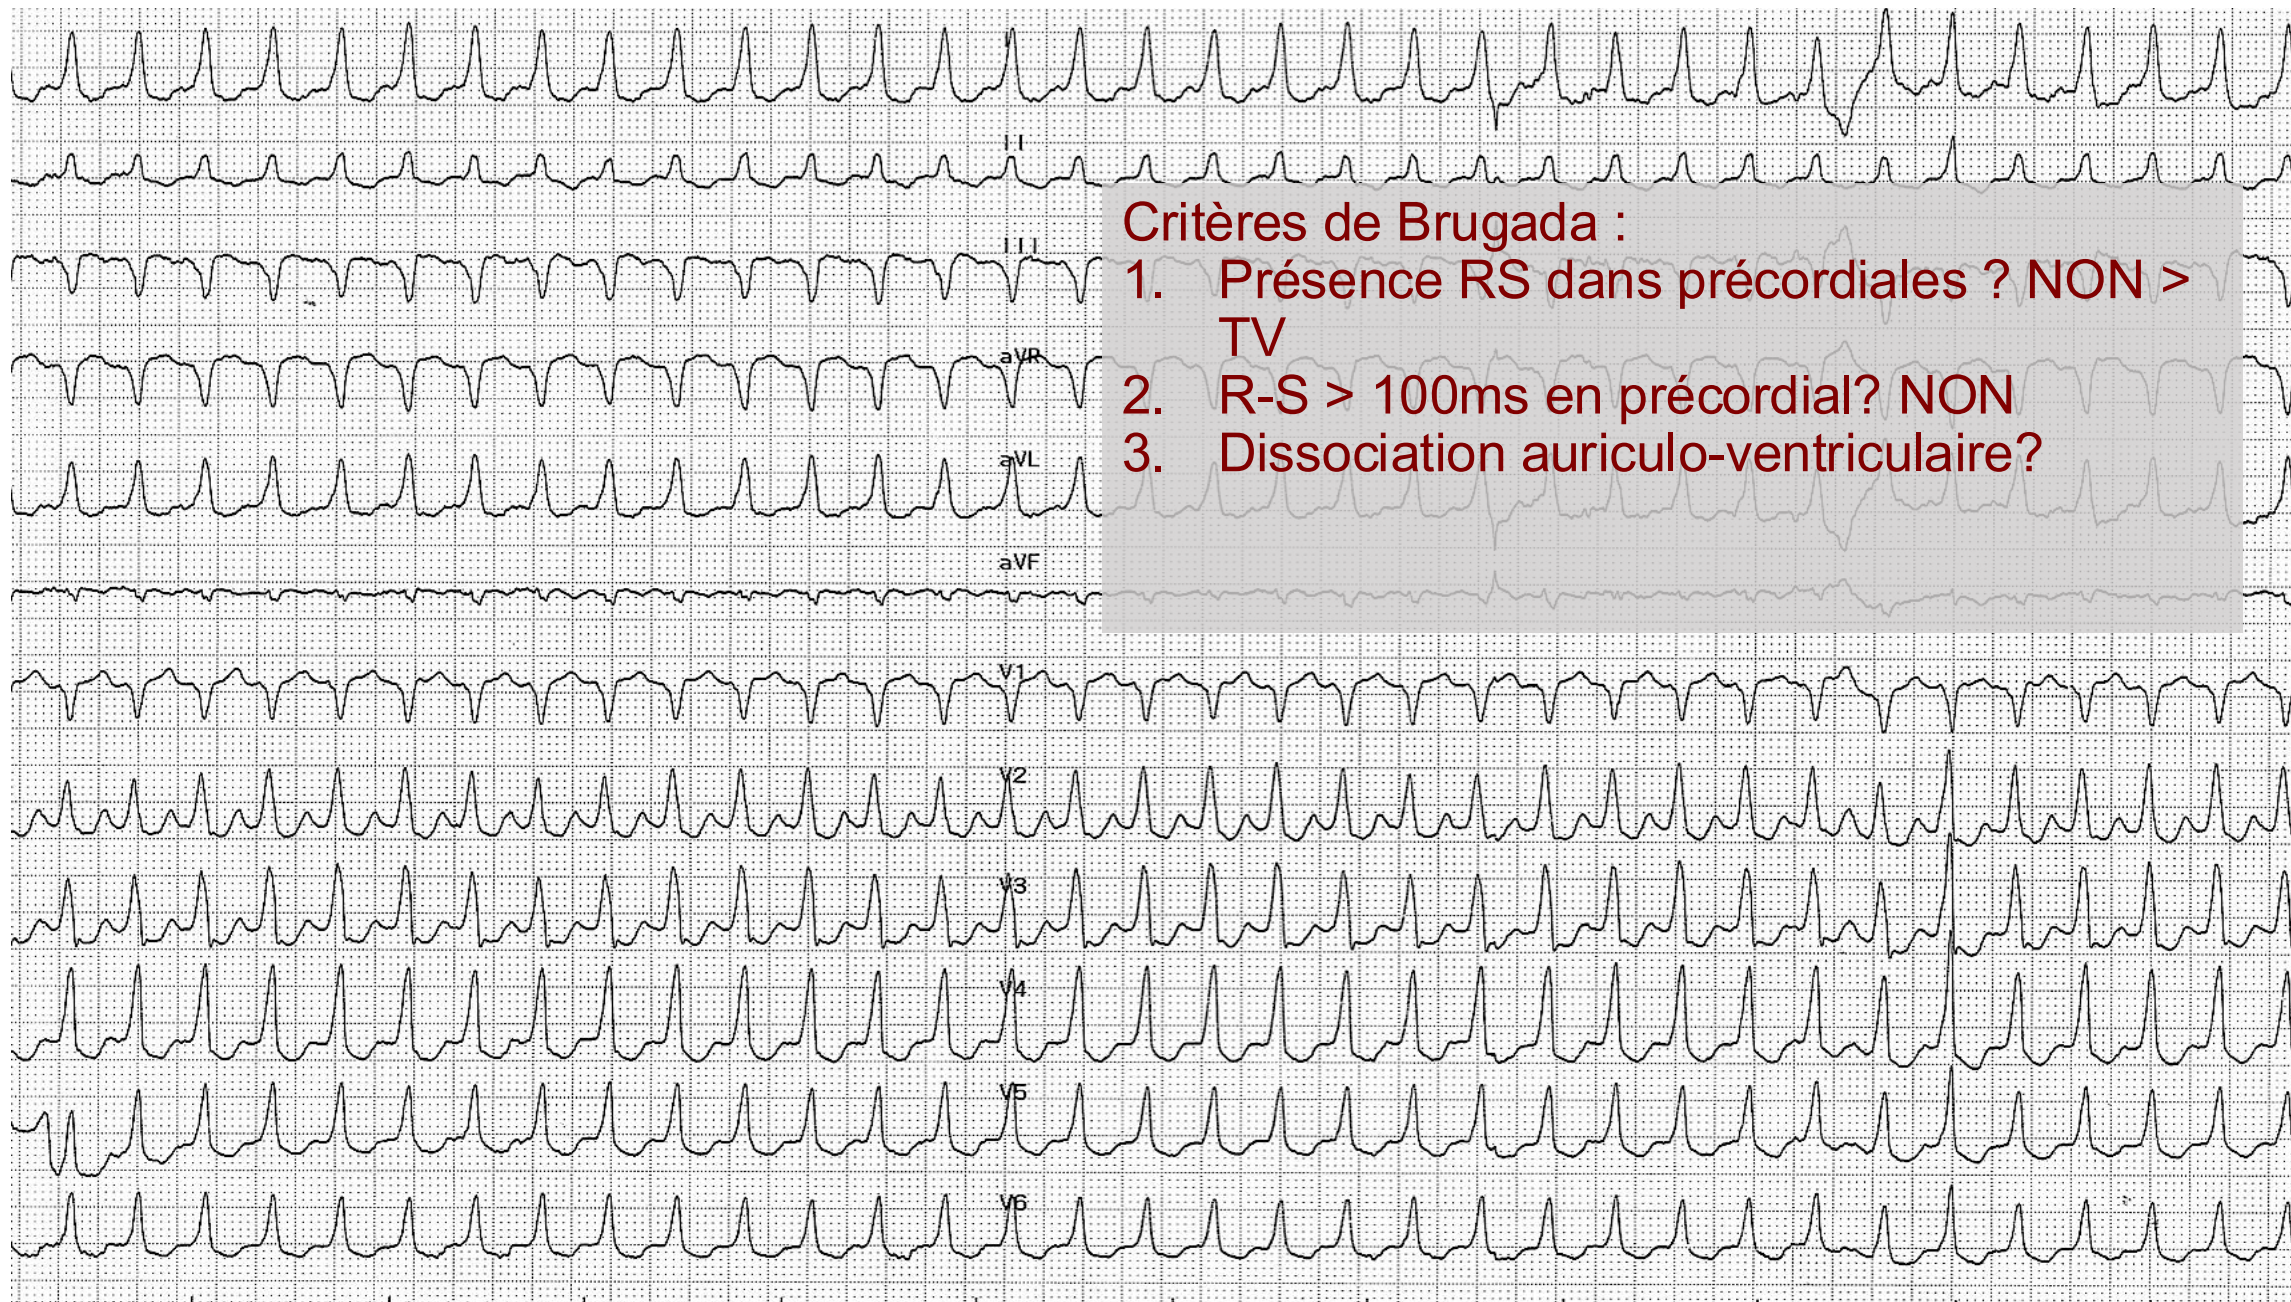 I
II
III
aVR
aVL
aVF
Critères de Brugada :
1. Présence RS dans précordiales ? NON >
TV
2. R-S > 100ms en précordial? NON
3. Dissociation auriculo-ventriculaire?
V1
V2
V3
V4
V5
V6